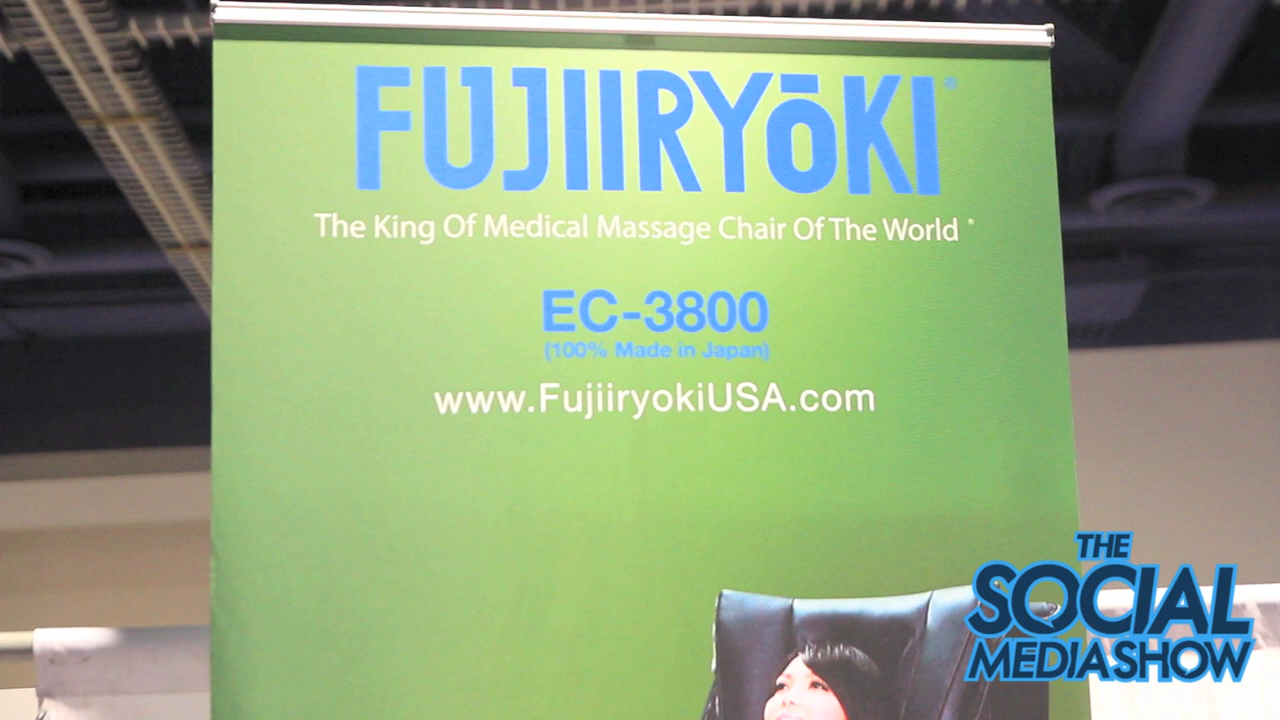 FUJIIRYōKI®
The King Of Medical Massage Chair Of The World
EC-3800
(100% Made in Japan)
www.FujiiryokiUSA.com
THE
SOCIAL
MEDIASHOW